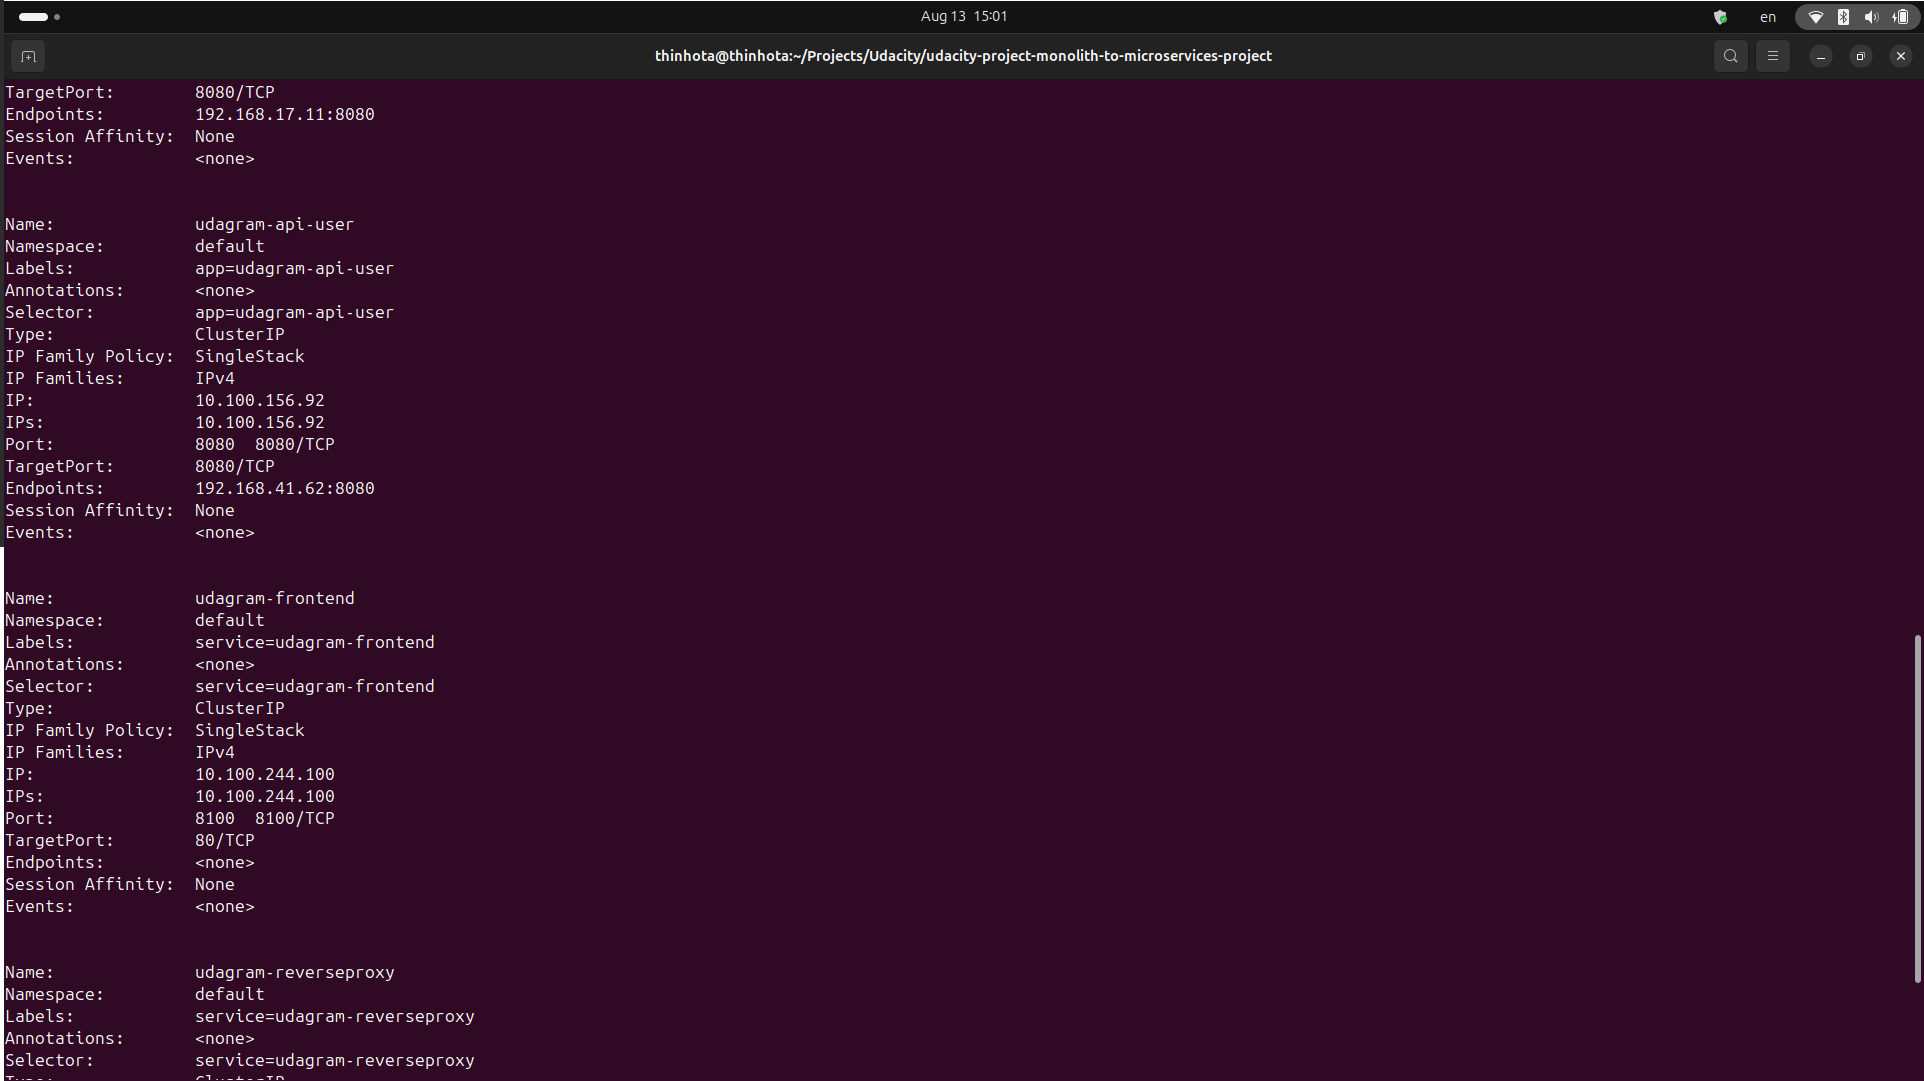 Aug 13 15:01
en
thinhota@thinhota:~/Projects/Udacity/udacity-project-monolith-to-microservices-project
TargetPort: 8080/TCP
Endpoints: 192.168.17.11:8080
Session Affinity: None
Events: <none>
Name: udagram-api-user
Namespace: default
Labels: app=udagram-api-user
Annotations: <none>
Selector: app=udagram-api-user
Type: ClusterIP
IP Family Policy: SingleStack
IP Families: IPv4
IP: 10.100.156.92
IPs: 10.100.156.92
Port: 8080 8080/TCP
TargetPort: 8080/TCP
Endpoints: 192.168.41.62:8080
Session Affinity: None
Events: <none>
Name: udagram-frontend
Namespace: default
Labels: service=udagram-frontend
Annotations: <none>
Selector: service=udagram-frontend
Type: ClusterIP
IP Family Policy: SingleStack
IP Families: IPv4
IP: 10.100.244.100
IPs: 10.100.244.100
Port: 8100 8100/TCP
TargetPort: 80/TCP
Endpoints: <none>
Session Affinity: None
Events: <none>
Name: udagram-reverseproxy
Namespace: default
Labels: service=udagram-reverseproxy
Annotations: <none>
Selector: service=udagram-reverseproxy
Type: ClusterIP